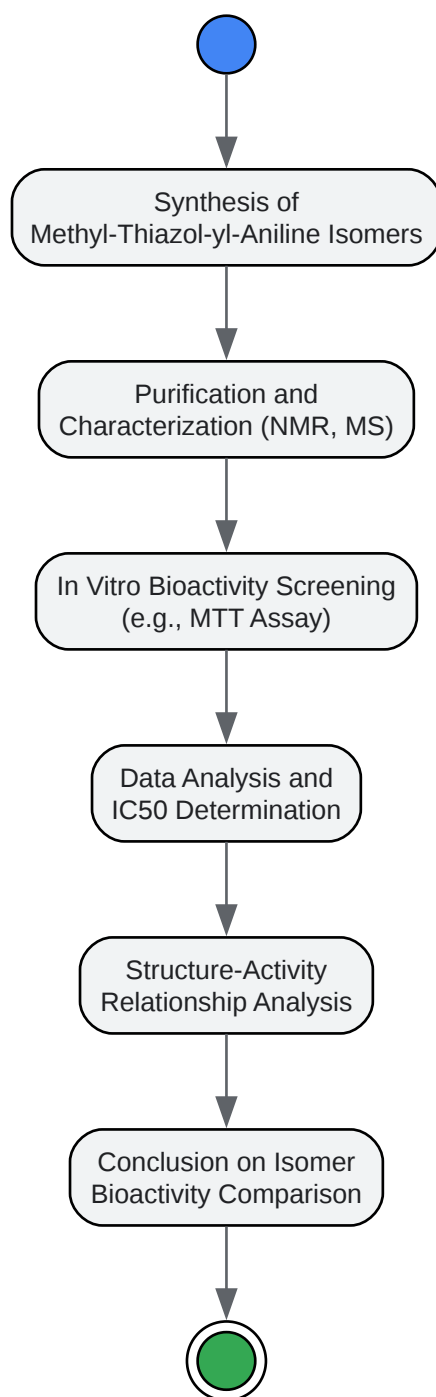 Synthesis of
Methyl-Thiazol-yl-Aniline Isomers
Purification and
Characterization (NMR, MS)
In Vitro Bioactivity Screening
(e.g., MTT Assay)
Data Analysis and
IC50 Determination
Structure-Activity
Relationship Analysis
Conclusion on Isomer
Bioactivity Comparison